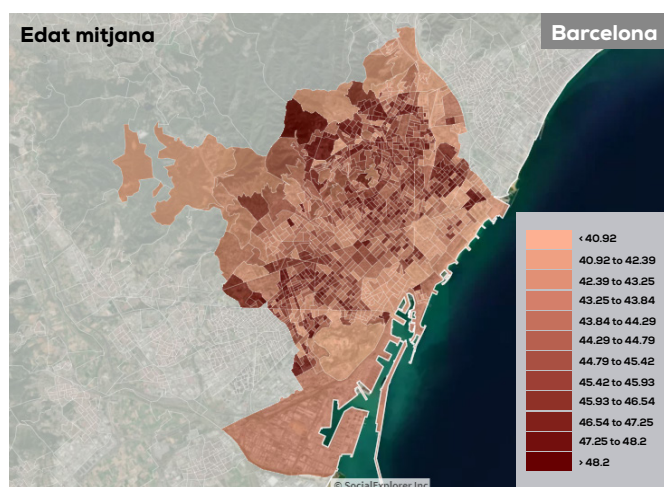 Edat mitjana
Barcelona
< 40.92
40.92 to 42.39
42.39 to 43.25
43.25 to 43.84
43.84 to 44.29
44.29 to 44.79
44.79 to 45.42
45.42 to 45.93
45.93 to 46.54
46.54 to 47.25
47.25 to 48.2
> 48.2
© SocialExplorer Inc